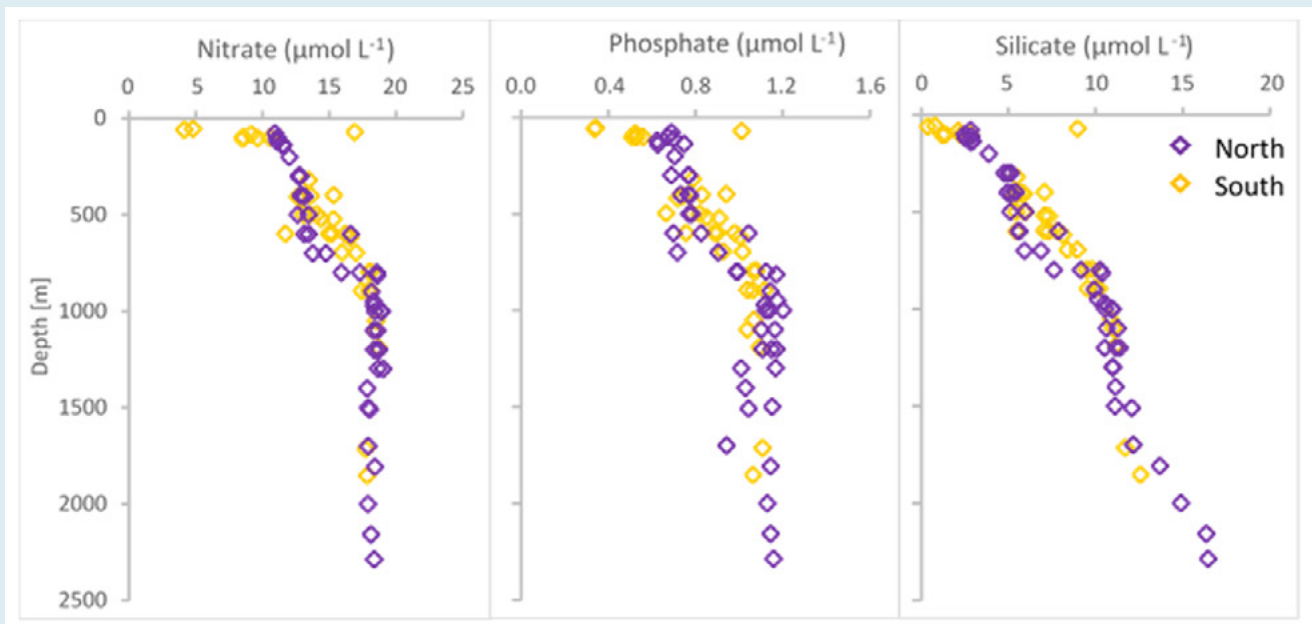 Nitrate (µmol L⁻¹)
0 5 10 15 20 25
Phosphate (µmol L⁻¹)
0.0 0.4 0.8 1.2 1.6
Silicate (µmol L⁻¹)
0 5 10 15 20
North
South
Depth [m]
0
500
1000
1500
2000
2500